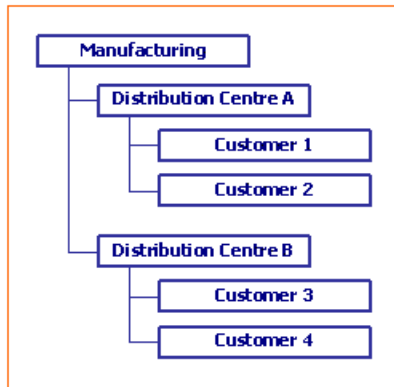 Manufacturing
Distribution Centre A
Customer 1
Customer 2
Distribution Centre B
Customer 3
Customer 4